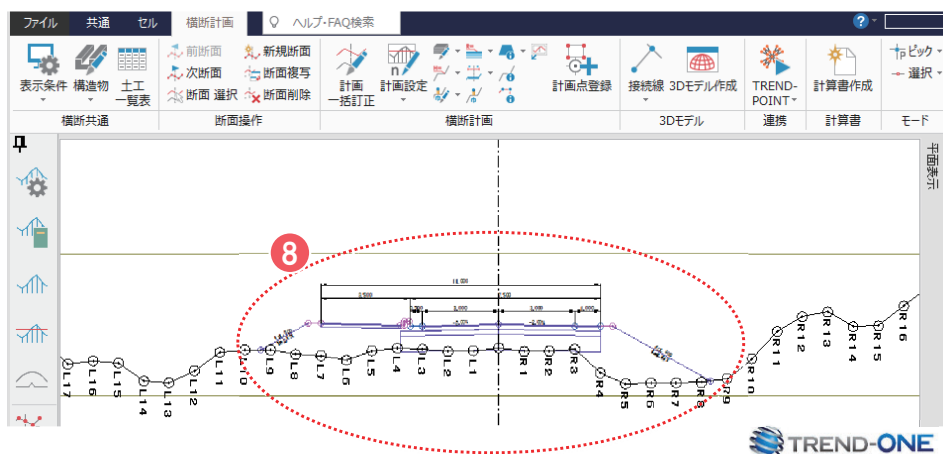 ファイル 共通 セル 横断計画 ヘルプ・FAQ検索
表示条件 構造物 土工一覧表
前断面 新規断面
次断面 断面複写
断面 選択 断面削除
計画一括訂正 計画設定 計画点登録 接続線 3Dモデル作成 TREND-POINT 計算書作成
ピック
選択
横断共通 断面操作 横断計画 3Dモデル 連携 計算書 モード
平面表示
8
L17 L16 L15 L14 L13 L12 L11 L10 L9 L8 L7 L6 L5 L4 L3 L2 L1 R1 R2 R3 R4 R5 R6 R7 R8 R9 R10 R11 R12 R13 R14 R15 R16
TREND-ONE